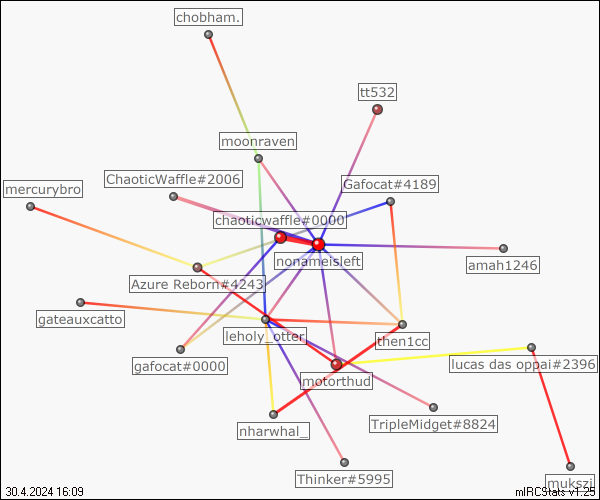 chobham.
tt532
moonraven
ChaoticWaffle#2006
Gafocat#4189
mercurybro
chaoticwaffle#0000
nonameisleft
amah1246
Azure Reborn#4243
gateauxcatto
leholy_otter
then1cc
gafocat#0000
lucas das oppai#2396
motorthud
TripleMidget#8824
nharwhal_
Thinker#5995
mukszi
30.4.2024 16:09
mIRCStats v1.25